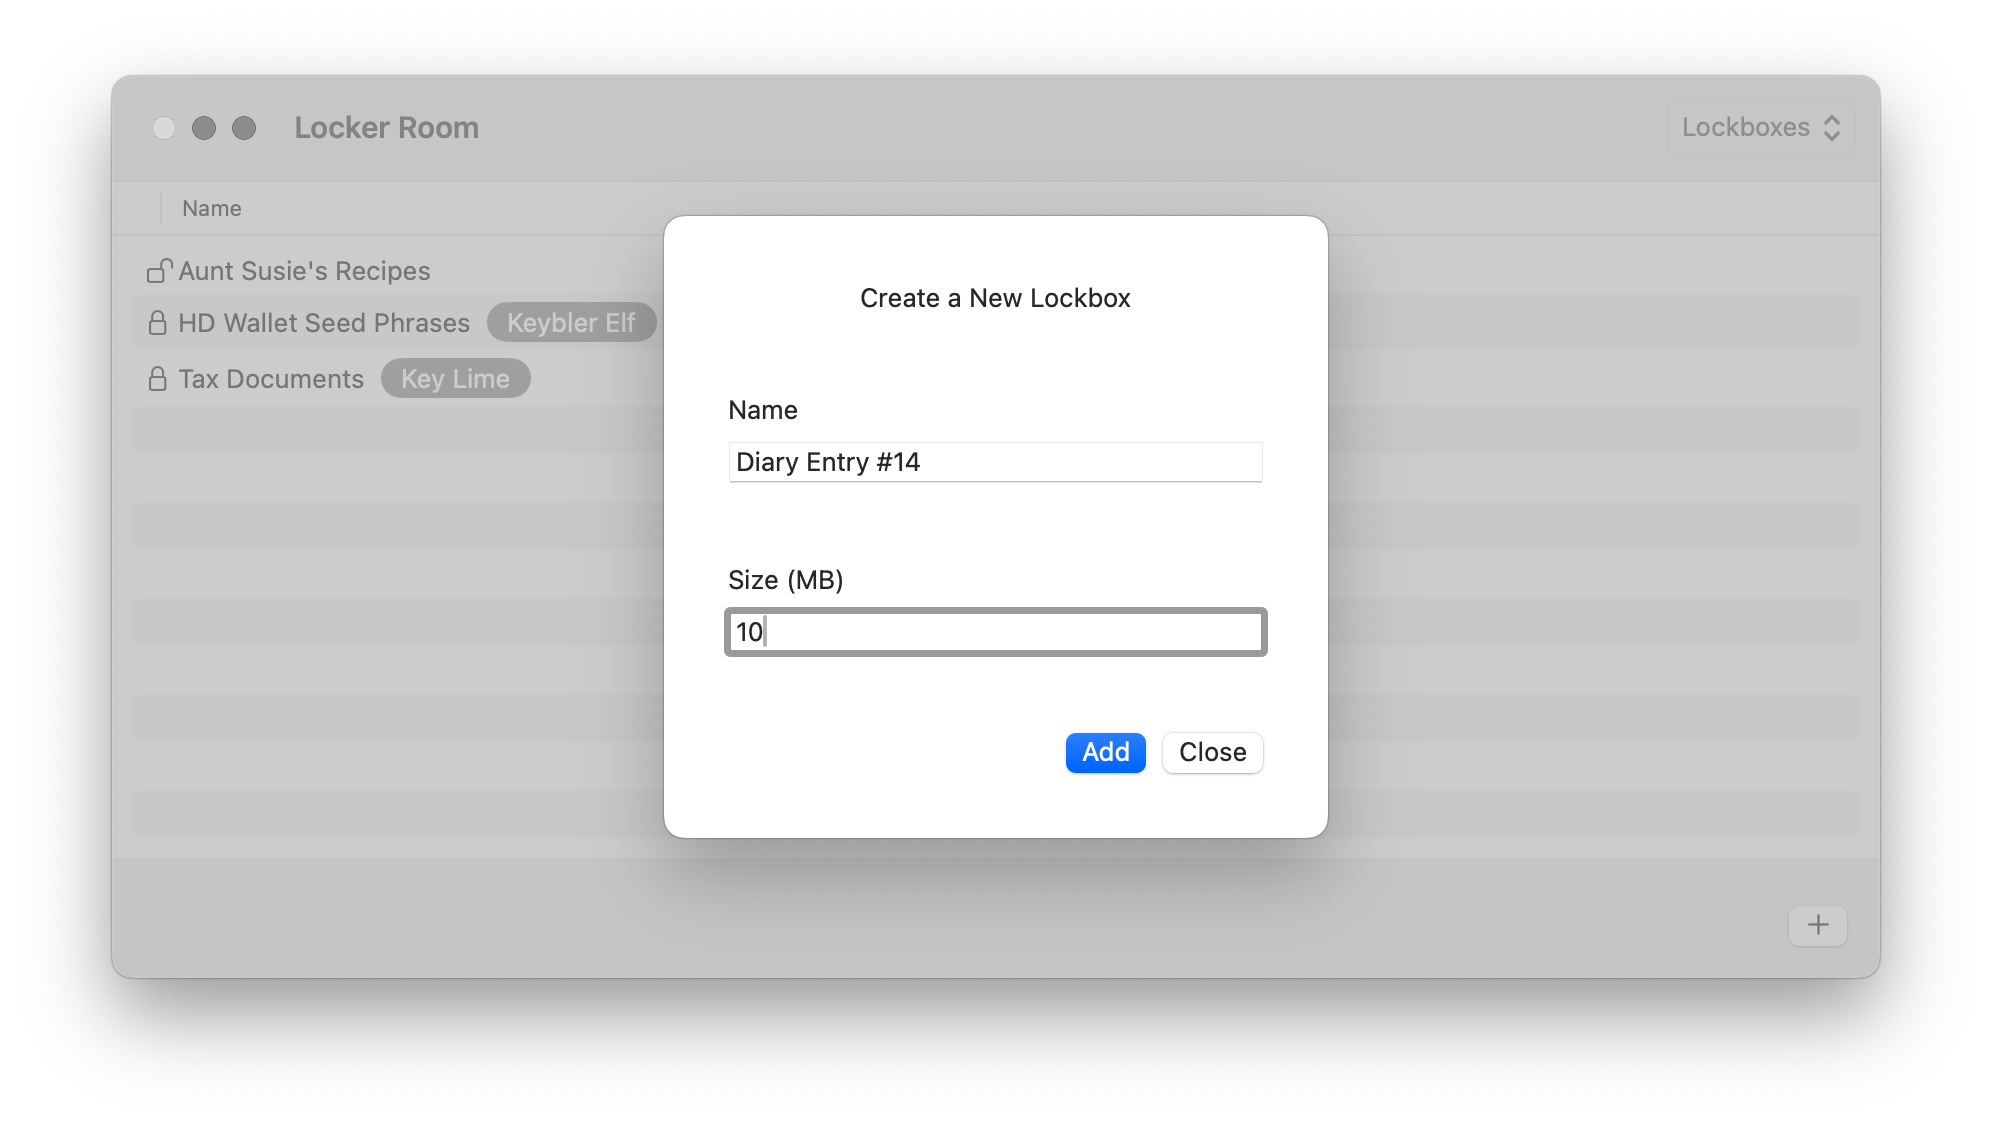 Locker Room
Lockboxes
Name
Aunt Susie's Recipes
HD Wallet Seed Phrases Keybler Elf
Tax Documents Key Lime
Create a New Lockbox
Name
Diary Entry #14
Size (MB)
10
Add Close
+